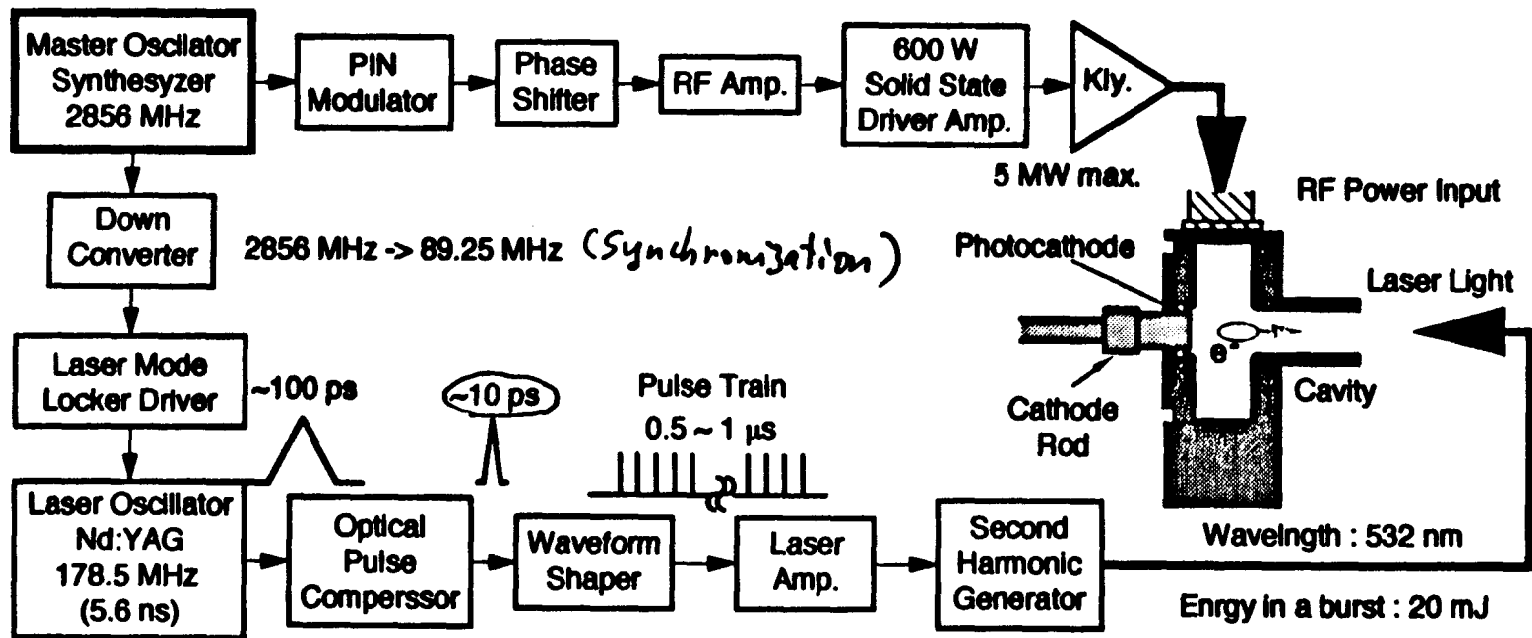 Master Oscilator
Synthesyzer
2856 MHz
PIN
Modulator
Phase
Shifter
RF Amp.
600 W
Solid State
Driver Amp.
Kly.
5 MW max.
RF Power Input
Down
Converter
2856 MHz -> 89.25 MHz (Synchronization)
Photocathode
Laser Light
e-
Cavity
Cathode
Rod
Laser Mode
Locker Driver
~100 ps
~10 ps
Pulse Train
0.5 ~ 1 μs
Laser Oscillator
Nd:YAG
178.5 MHz
(5.6 ns)
Optical
Pulse
Comperssor
Waveform
Shaper
Laser
Amp.
Second
Harmonic
Generator
Wavelngth : 532 nm
Enrgy in a burst : 20 mJ